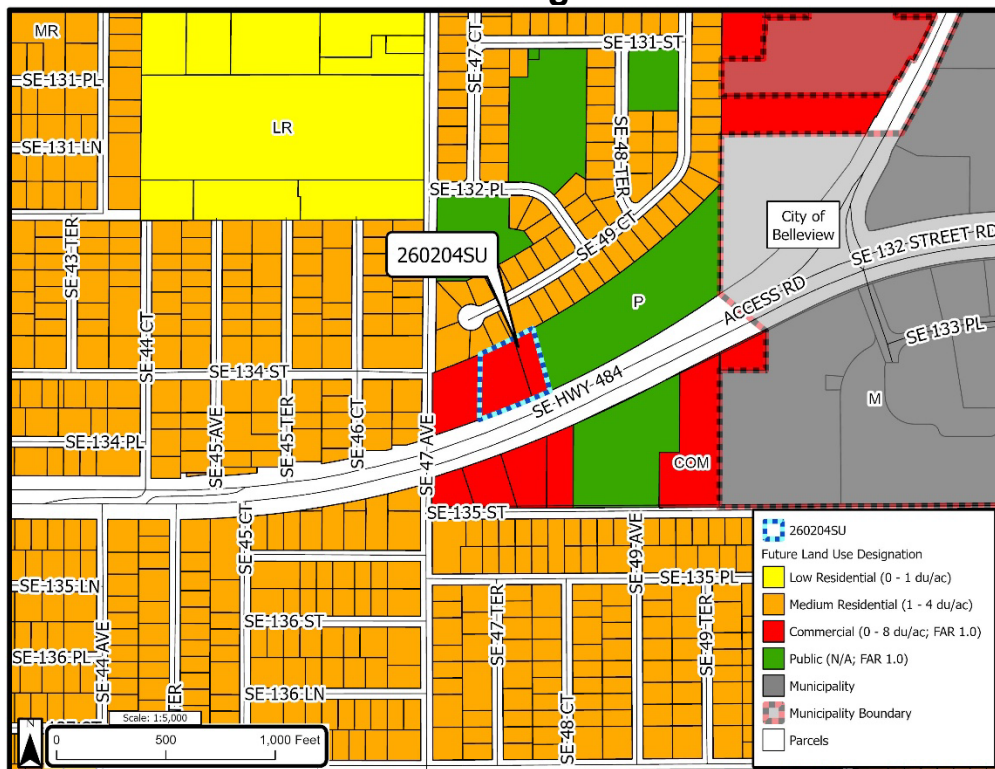 MR
SE-131-PL
SE-131-LN
LR
SE-47-CT
SE-131-ST
SE-48-TER
SE-132-PL
SE-49-CT
City of
Belleview
SE-132-STREET-RD
SE-43-TER
260204SU
P
ACCESS RD
SE-133 PL
SE-44-CT
SE-134-ST
SE-HWY-484
M
SE-134-PL
SE-45-AVE
SE-45-TER
SE-46-CT
SE-47-AVE
COM
SE-135-ST
SE-45-CT
SE-49-AVE
SE-135-LN
SE-135-PL
SE-136-ST
SE-44-AVE
SE-47-TER
SE-49-TER
SE-136-PL
TER
SE-136-LN
SE-48-CT
260204SU
Future Land Use Designation
Low Residential (0 - 1 du/ac)
Medium Residential (1 - 4 du/ac)
Commercial (0 - 8 du/ac; FAR 1.0)
Public (N/A; FAR 1.0)
Municipality
Municipality Boundary
Parcels
Scale: 1:5,000
N
0 500 1,000 Feet